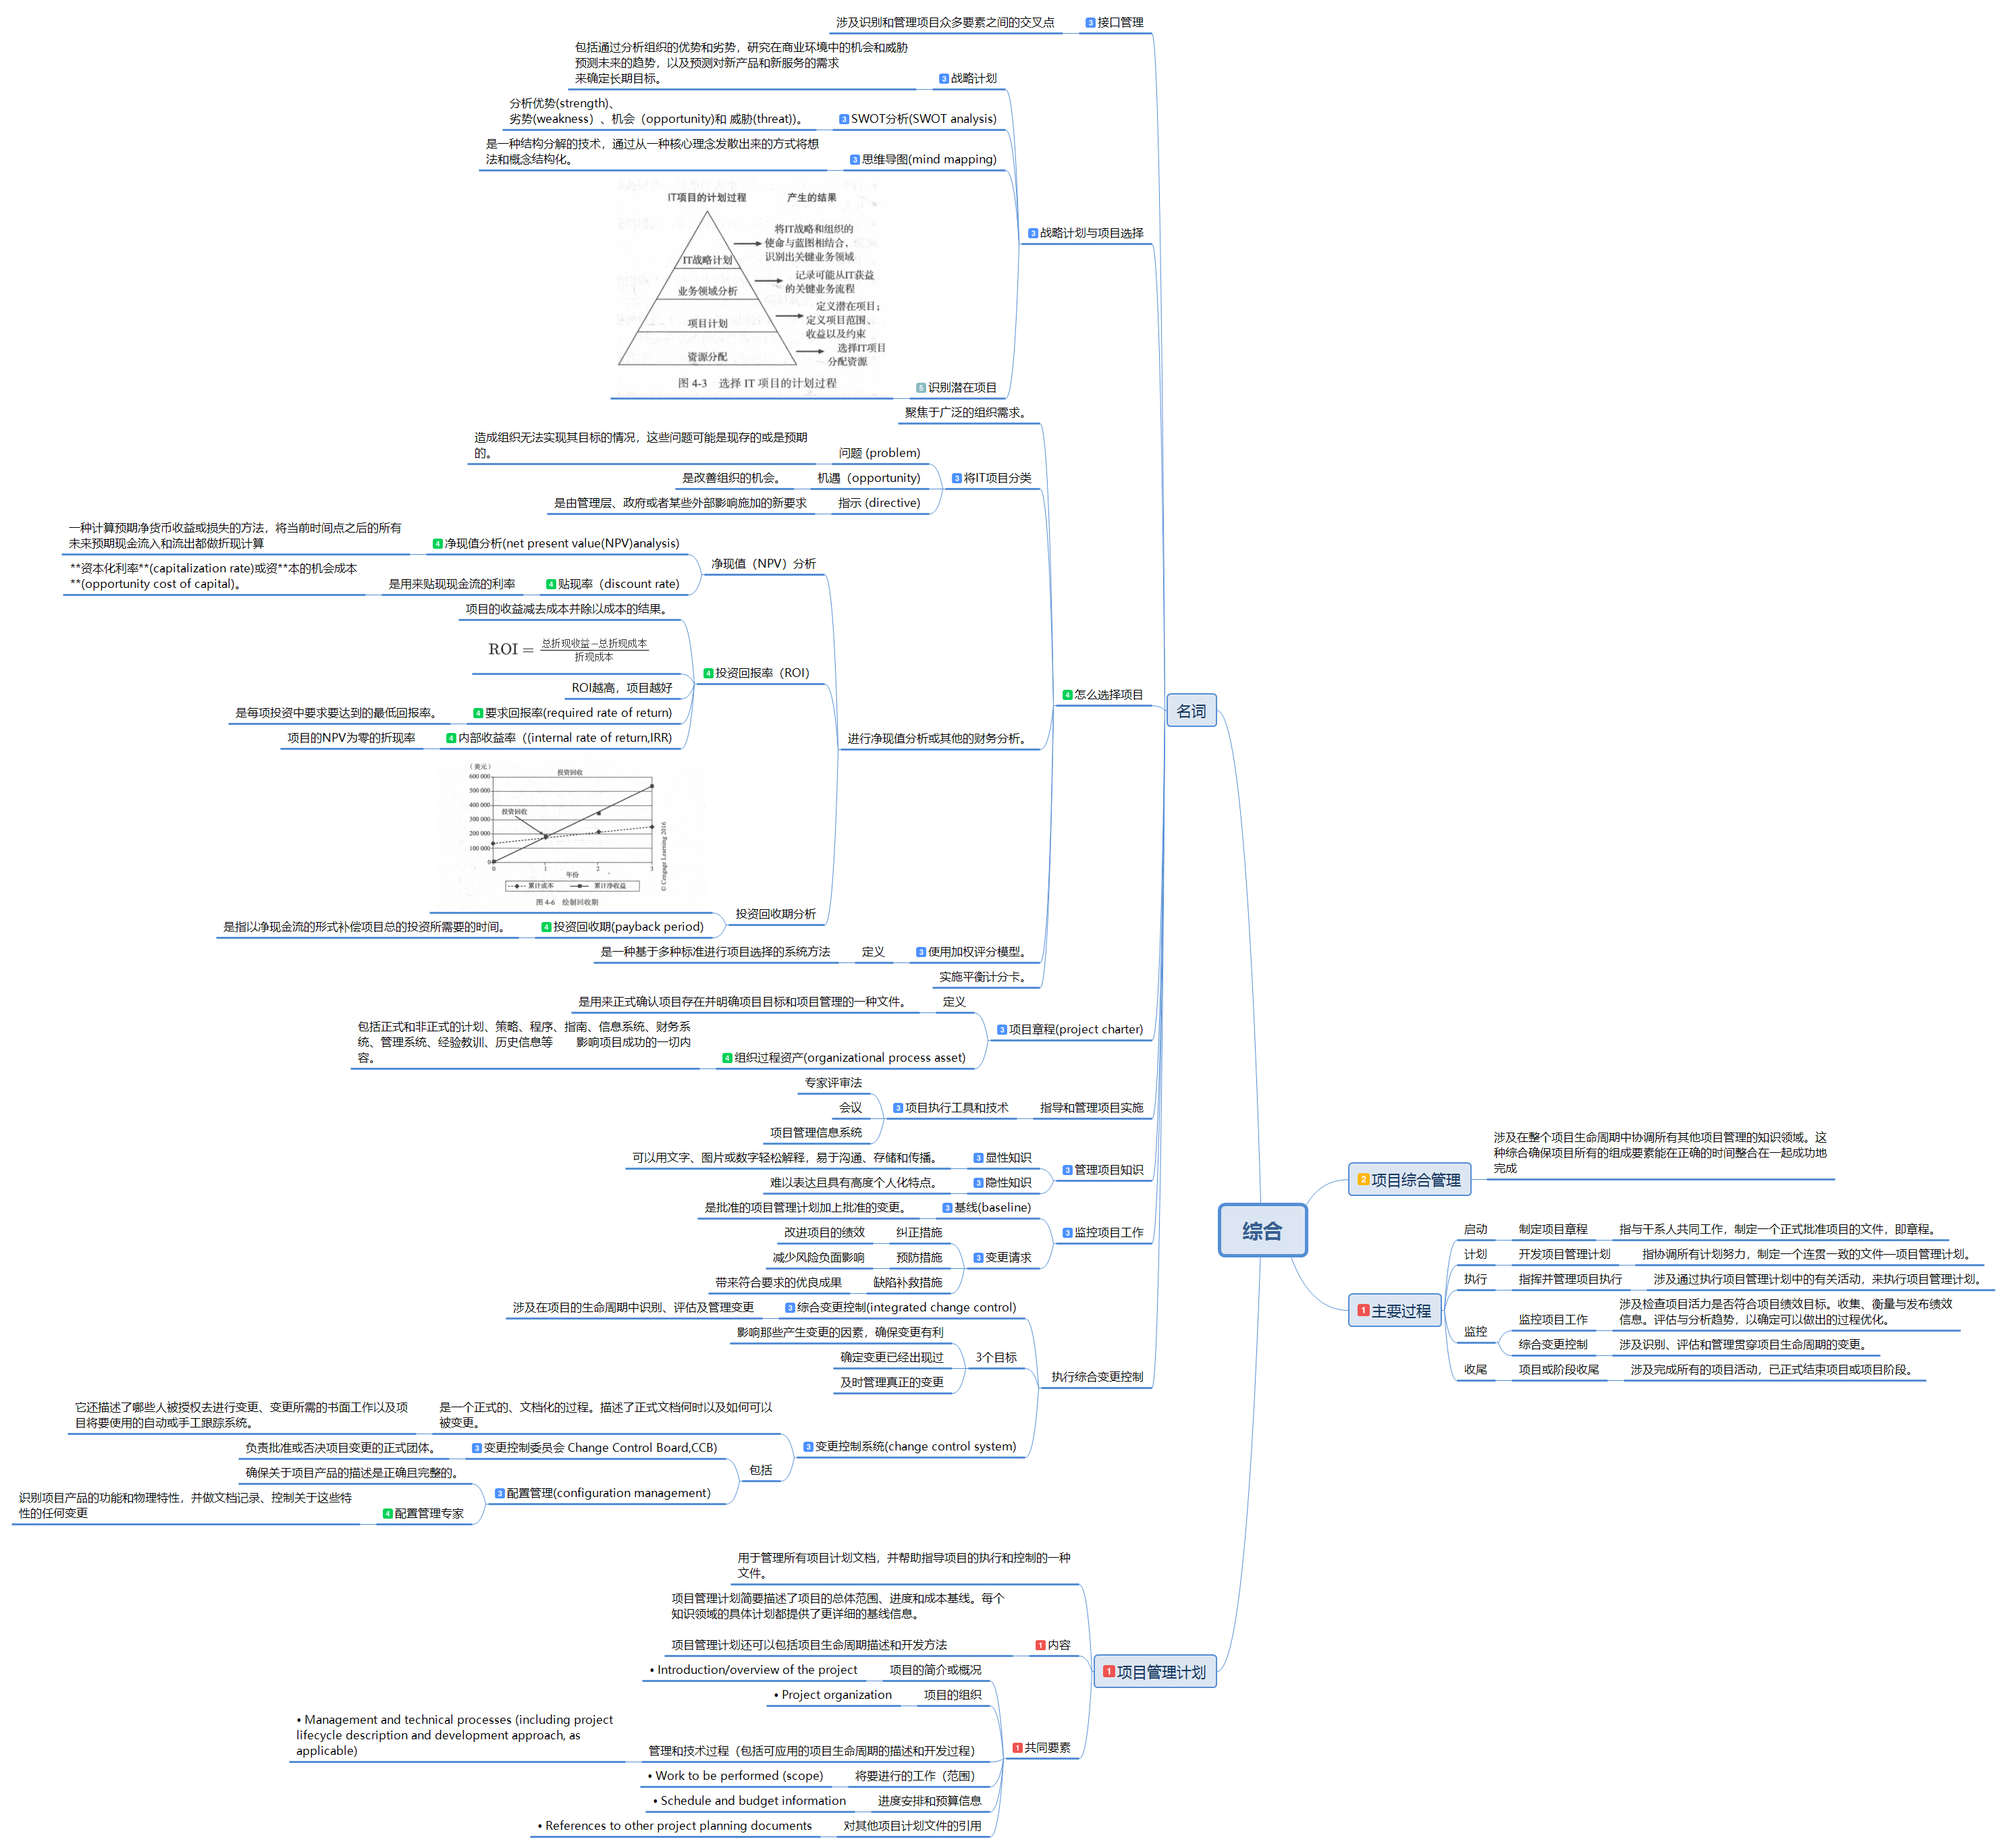 综合
2 项目综合管理
涉及在整个项目生命周期中协调所有其他项目管理的知识领域。这
种综合确保项目所有的组成要素能在正确的时间整合在一起成功地
完成
1 主要过程
启动
制定项目章程
指与干系人共同工作，制定一个正式批准项目的文件，即章程。
计划
开发项目管理计划
指协调所有计划努力，制定一个连贯一致的文件—项目管理计划。
执行
指挥并管理项目执行
涉及通过执行项目管理计划中的有关活动，来执行项目管理计划。
监控
监控项目工作
涉及检查项目活力是否符合项目绩效目标。收集、衡量与发布绩效
信息。评估与分析趋势，以确定可以做出的过程优化。
综合变更控制
涉及识别、评估和管理贯穿项目生命周期的变更。
收尾
项目或阶段收尾
涉及完成所有的项目活动，已正式结束项目或项目阶段。
名词
3 接口管理
涉及识别和管理项目众多要素之间的交叉点
3 战略计划与项目选择
3 战略计划
包括通过分析组织的优势和劣势，研究在商业环境中的机会和威胁
预测未来的趋势，以及预测对新产品和新服务的需求
来确定长期目标。
3 SWOT分析(SWOT analysis)
分析优势(strength)、
劣势(weakness）、机会（opportunity)和 威胁(threat))。
3 思维导图(mind mapping)
是一种结构分解的技术，通过从一种核心理念发散出来的方式将想
法和概念结构化。
5 识别潜在项目
IT项目的计划过程 产生的结果
IT战略计划
将IT战略和组织的
使命与蓝图相结合，
识别出关键业务领域
业务领域分析
记录可能从IT获益
的关键业务流程
项目计划
定义潜在项目；
定义项目范围、
收益以及约束
资源分配
选择IT项目
分配资源
图 4-3 选择 IT 项目的计划过程
4 怎么选择项目
聚焦于广泛的组织需求。
3 将IT项目分类
问题 (problem)
造成组织无法实现其目标的情况，这些问题可能是现存的或是预期
的。
机遇（opportunity)
是改善组织的机会。
指示 (directive)
是由管理层、政府或者某些外部影响施加的新要求
进行净现值分析或其他的财务分析。
净现值（NPV）分析
4 净现值分析(net present value(NPV)analysis)
一种计算预期净货币收益或损失的方法，将当前时间点之后的所有
未来预期现金流入和流出都做折现计算
4 贴现率（discount rate)
是用来贴现现金流的利率
**资本化利率**(capitalization rate)或资**本的机会成本
**(opportunity cost of capital)。
4 投资回报率（ROI）
项目的收益减去成本并除以成本的结果。
ROI = 总折现收益−总折现成本
折现成本
ROI越高，项目越好
4 要求回报率(required rate of return)
是每项投资中要求要达到的最低回报率。
4 内部收益率（(internal rate of return,IRR)
项目的NPV为零的折现率
投资回收期分析
（美元）
投资回收
600 000
500 000
400 000
300 000
200 000
100 000
0
投资回收
0 1 2 3
年份
累计成本 累计净收益
© Cengage Learning 2016
图 4-6 绘制回收期
4 投资回收期(payback period)
是指以净现金流的形式补偿项目总的投资所需要的时间。
3 使用加权评分模型。
定义
是一种基于多种标准进行项目选择的系统方法
实施平衡计分卡。
3 项目章程(project charter)
定义
是用来正式确认项目存在并明确项目目标和项目管理的一种文件。
4 组织过程资产(organizational process asset)
包括正式和非正式的计划、策略、程序、指南、信息系统、财务系
统、管理系统、经验教训、历史信息等 影响项目成功的一切内
容。
指导和管理项目实施
3 项目执行工具和技术
专家评审法
会议
项目管理信息系统
3 管理项目知识
3 显性知识
可以用文字、图片或数字轻松解释，易于沟通、存储和传播。
3 隐性知识
难以表达且具有高度个人化特点。
3 监控项目工作
3 基线(baseline)
是批准的项目管理计划加上批准的变更。
3 变更请求
纠正措施
改进项目的绩效
预防措施
减少风险负面影响
缺陷补救措施
带来符合要求的优良成果
执行综合变更控制
3 综合变更控制(integrated change control)
涉及在项目的生命周期中识别、评估及管理变更
3个目标
影响那些产生变更的因素，确保变更有利
确定变更已经出现过
及时管理真正的变更
3 变更控制系统(change control system)
是一个正式的、文档化的过程。描述了正式文档何时以及如何可以
被变更。
它还描述了哪些人被授权去进行变更、变更所需的书面工作以及项
目将要使用的自动或手工跟踪系统。
包括
3 变更控制委员会 Change Control Board,CCB)
负责批准或否决项目变更的正式团体。
3 配置管理(configuration management)
确保关于项目产品的描述是正确且完整的。
4 配置管理专家
识别项目产品的功能和物理特性，并做文档记录、控制关于这些特
性的任何变更
1 项目管理计划
用于管理所有项目计划文档，并帮助指导项目的执行和控制的一种
文件。
1 内容
项目管理计划简要描述了项目的总体范围、进度和成本基线。每个
知识领域的具体计划都提供了更详细的基线信息。
项目管理计划还可以包括项目生命周期描述和开发方法
1 共同要素
项目的简介或概况
• Introduction/overview of the project
项目的组织
• Project organization
管理和技术过程（包括可应用的项目生命周期的描述和开发过程）
• Management and technical processes (including project
lifecycle description and development approach, as
applicable)
将要进行的工作（范围）
• Work to be performed (scope)
进度安排和预算信息
• Schedule and budget information
对其他项目计划文件的引用
• References to other project planning documents